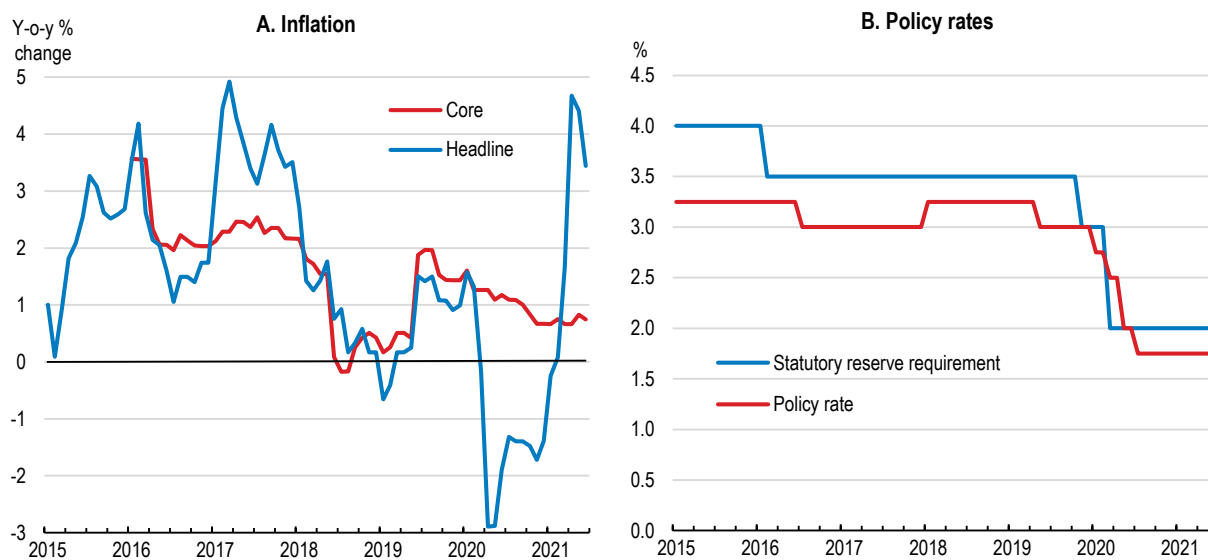 A. Inflation
Y-o-y %
change
5
4
3
2
1
0
-1
-2
-3
Core
Headline
2015 2016 2017 2018 2019 2020 2021
B. Policy rates
%
4.5
4.0
3.5
3.0
2.5
2.0
1.5
1.0
0.5
0.0
Statutory reserve requirement
Policy rate
2015 2016 2017 2018 2019 2020 2021